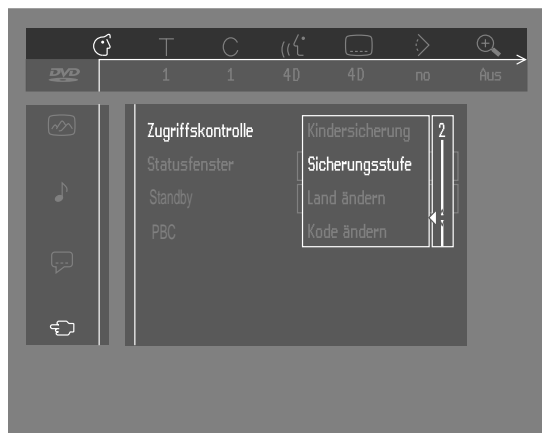 T C
DVD 1 1 4D 4D no Aus
Zugriffskontrolle Kindersicherung 2
Statusfenster Sicherungsstufe
Standby Land ändern
PBC Kode ändern